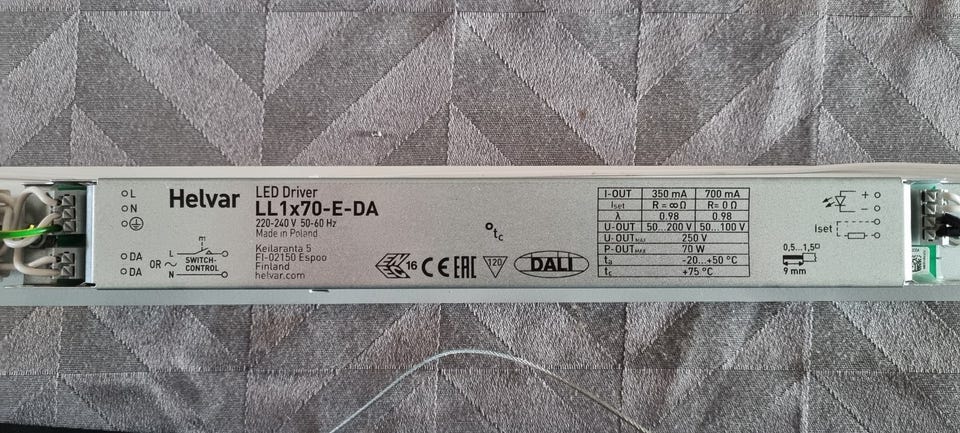 L
N
DA
DA
OR ~
L
N
SWITCH-
CONTROL
Helvar
LED Driver
LL1x70-E-DA
220-240 V 50-60 Hz
Made in Poland
Keilaranta 5
FI-02150 Espoo
Finland
helvar.com
tc
16 CE EAC 120 DALI
I-OUT 350 mA 700 mA
Iset R=∞ Ω R=0 Ω
λ 0.98 0.98
U-OUT 50...200 V 50...100 V
U-OUTMAX 250 V
P-OUTMAX 70 W
ta -20...+50 °C
tc +75 °C
0,5...1,5□
9 mm
+
-
Iset